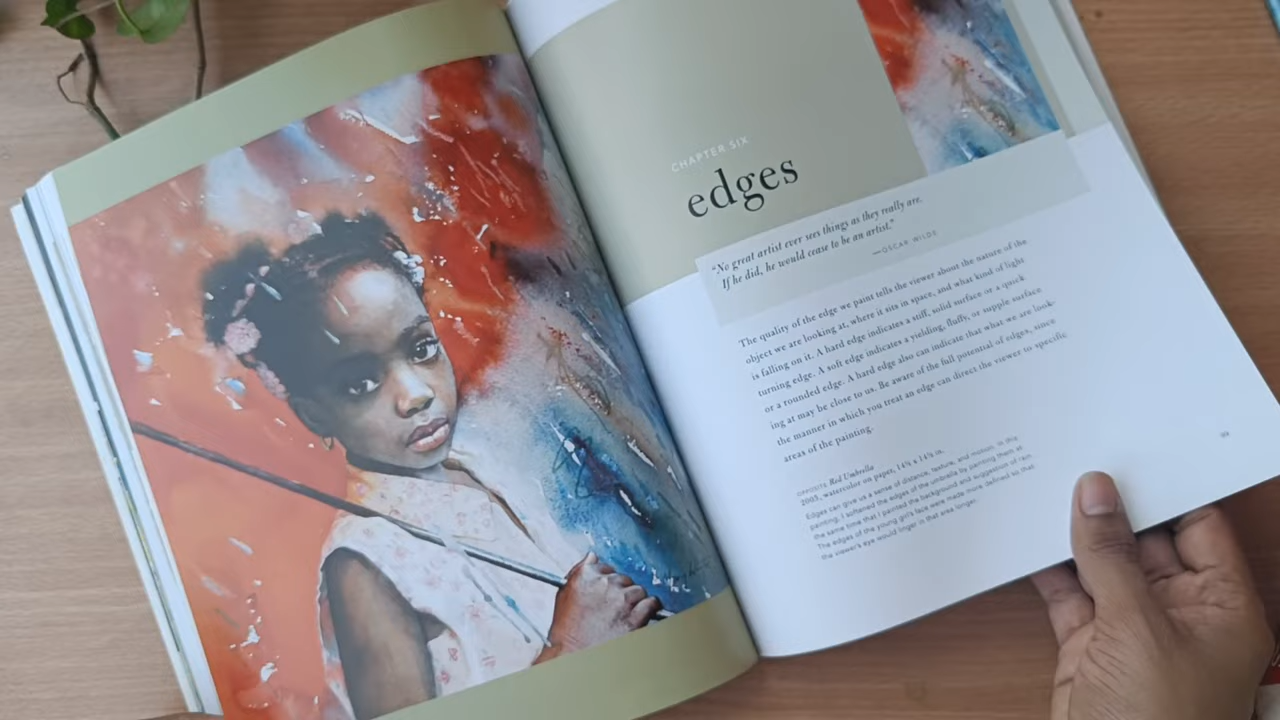 CHAPTER SIX
edges
"No great artist ever sees things as they really are.
If he did, he would cease to be an artist."
—OSCAR WILDE
The quality of the edge we paint tells the viewer about the nature of the
object we are looking at, where it sits in space, and what kind of light
is falling on it. A hard edge indicates a stiff, solid surface or a quick
turning edge. A soft edge indicates a yielding, fluffy, or supple surface
or a rounded edge. A hard edge also can indicate that what we are look-
ing at may be close to us. Be aware of the full potential of edges, since
the manner in which you treat an edge can direct the viewer to specific
areas of the painting.
OPPOSITE Red Umbrella
2005, watercolor on paper, 14¾ x 14¾ in.
Edges can give us a sense of distance, texture, and motion. In this
painting, I softened the edges of the umbrella by painting them at
the same time that I painted the background and suggestion of rain.
The edges of the young girl's face were made more defined so that
the viewer's eye would longer in that area longer.
99